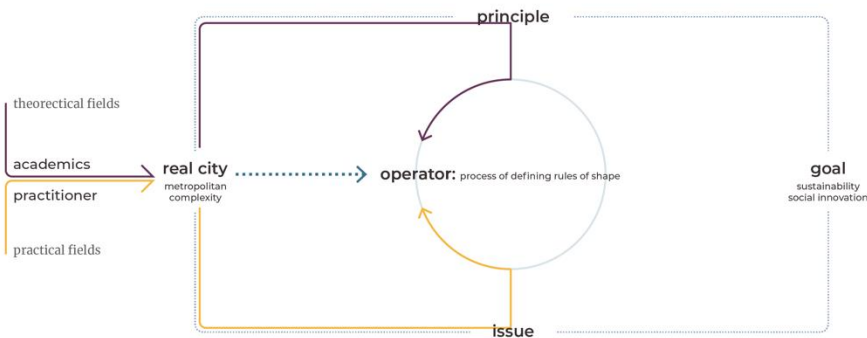 principle
theorectical fields
academics
practitioner
practical fields
real city
metropolitan
complexity
operator: process of defining rules of shape
goal
sustainability
social innovation
issue